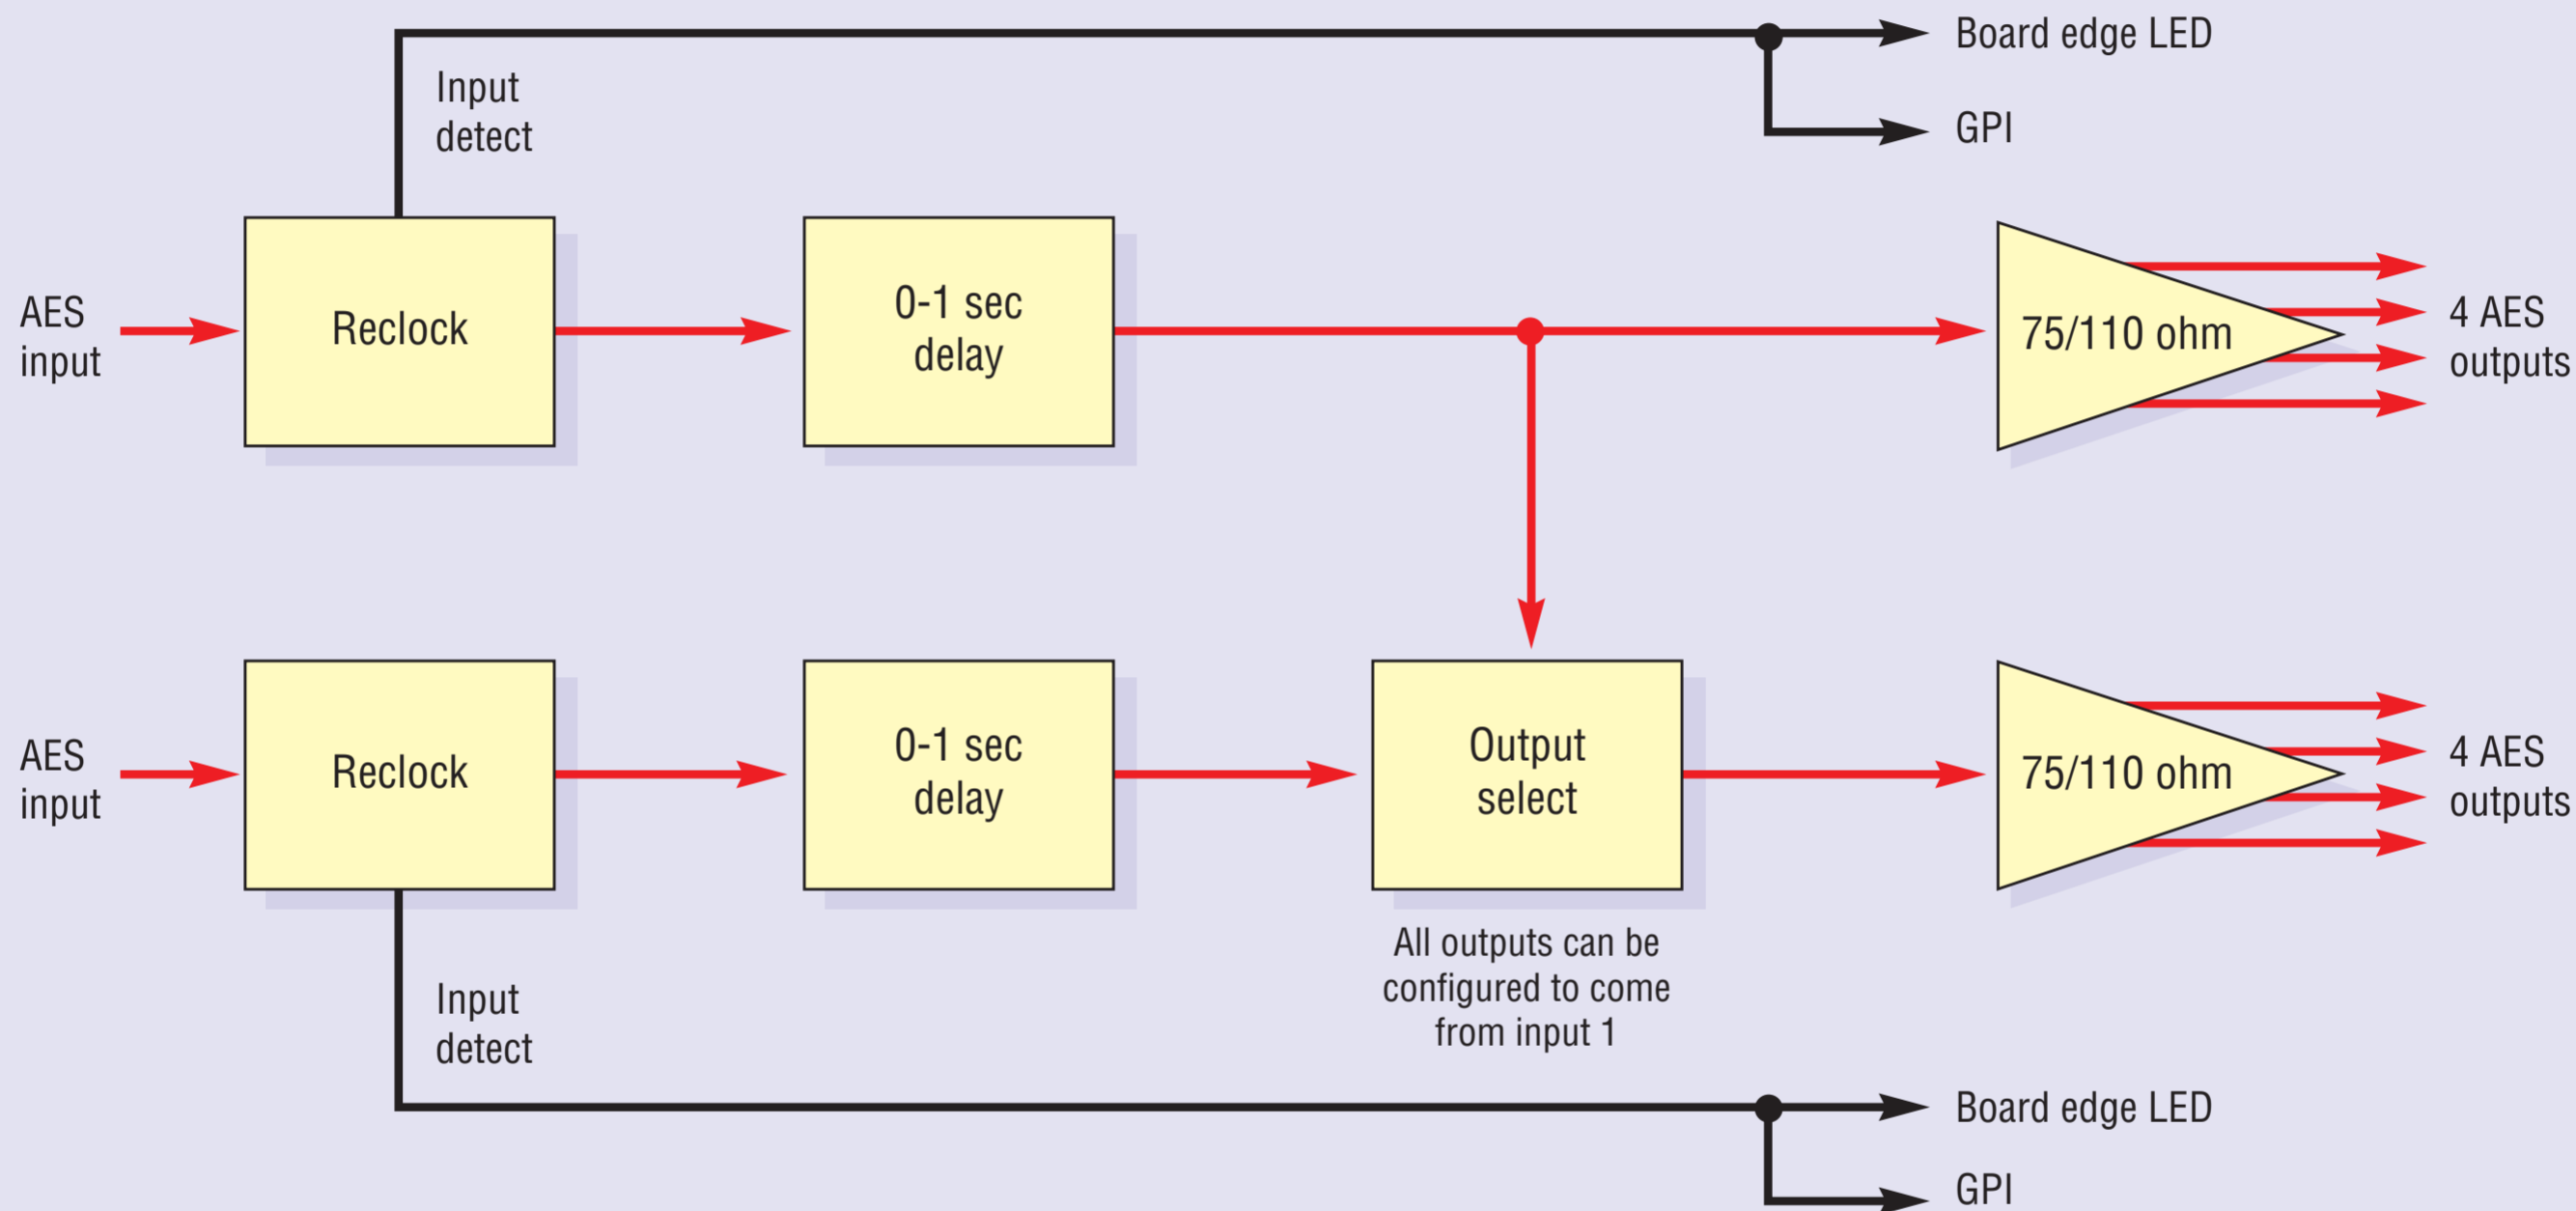 Board edge LED
Input
detect
GPI
AES
input
Reclock
0-1 sec
delay
75/110 ohm
4 AES
outputs
AES
input
Reclock
0-1 sec
delay
Output
select
75/110 ohm
4 AES
outputs
All outputs can be
configured to come
from input 1
Input
detect
Board edge LED
GPI